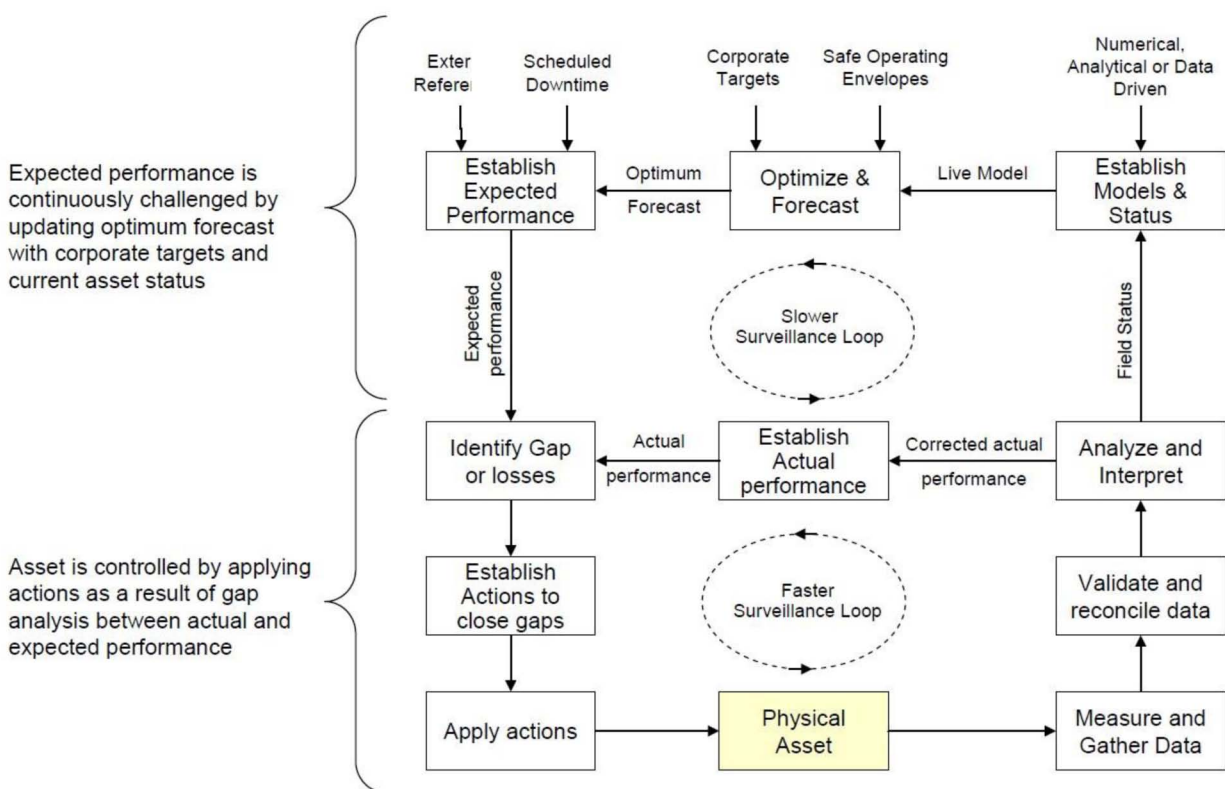 Exter
Referer
Scheduled
Downtime
Corporate
Targets
Safe Operating
Envelopes
Numerical,
Analytical or Data
Driven
Expected performance is
continuously challenged by
updating optimum forecast
with corporate targets and
current asset status
Establish
Expected
Performance
Optimum
Forecast
Optimize &
Forecast
Live Model
Establish
Models &
Status
Expected
performance
Slower
Surveillance Loop
Field Status
Identify Gap
or losses
Actual
performance
Establish
Actual
performance
Corrected actual
performance
Analyze and
Interpret
Asset is controlled by applying
actions as a result of gap
analysis between actual and
expected performance
Establish
Actions to
close gaps
Faster
Surveillance Loop
Validate and
reconcile data
Apply actions
Physical
Asset
Measure and
Gather Data